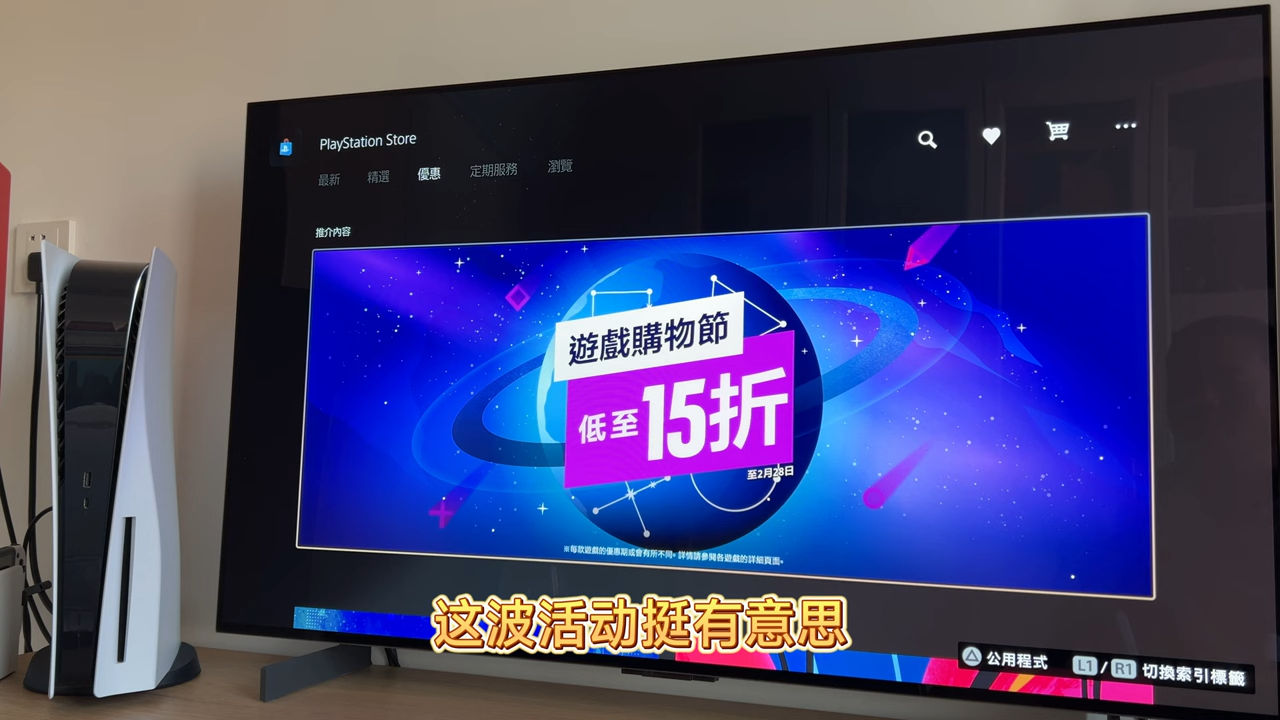 PlayStation Store
最新 精選 優惠 定期服務 瀏覽
推介內容
遊戲購物節
低至15折
至2月28日
※每款遊戲的優惠期或會有所不同。詳情請參閱各遊戲的詳細頁面。
这波活动挺有意思
公用程式 L1 / R1 切換索引標籤